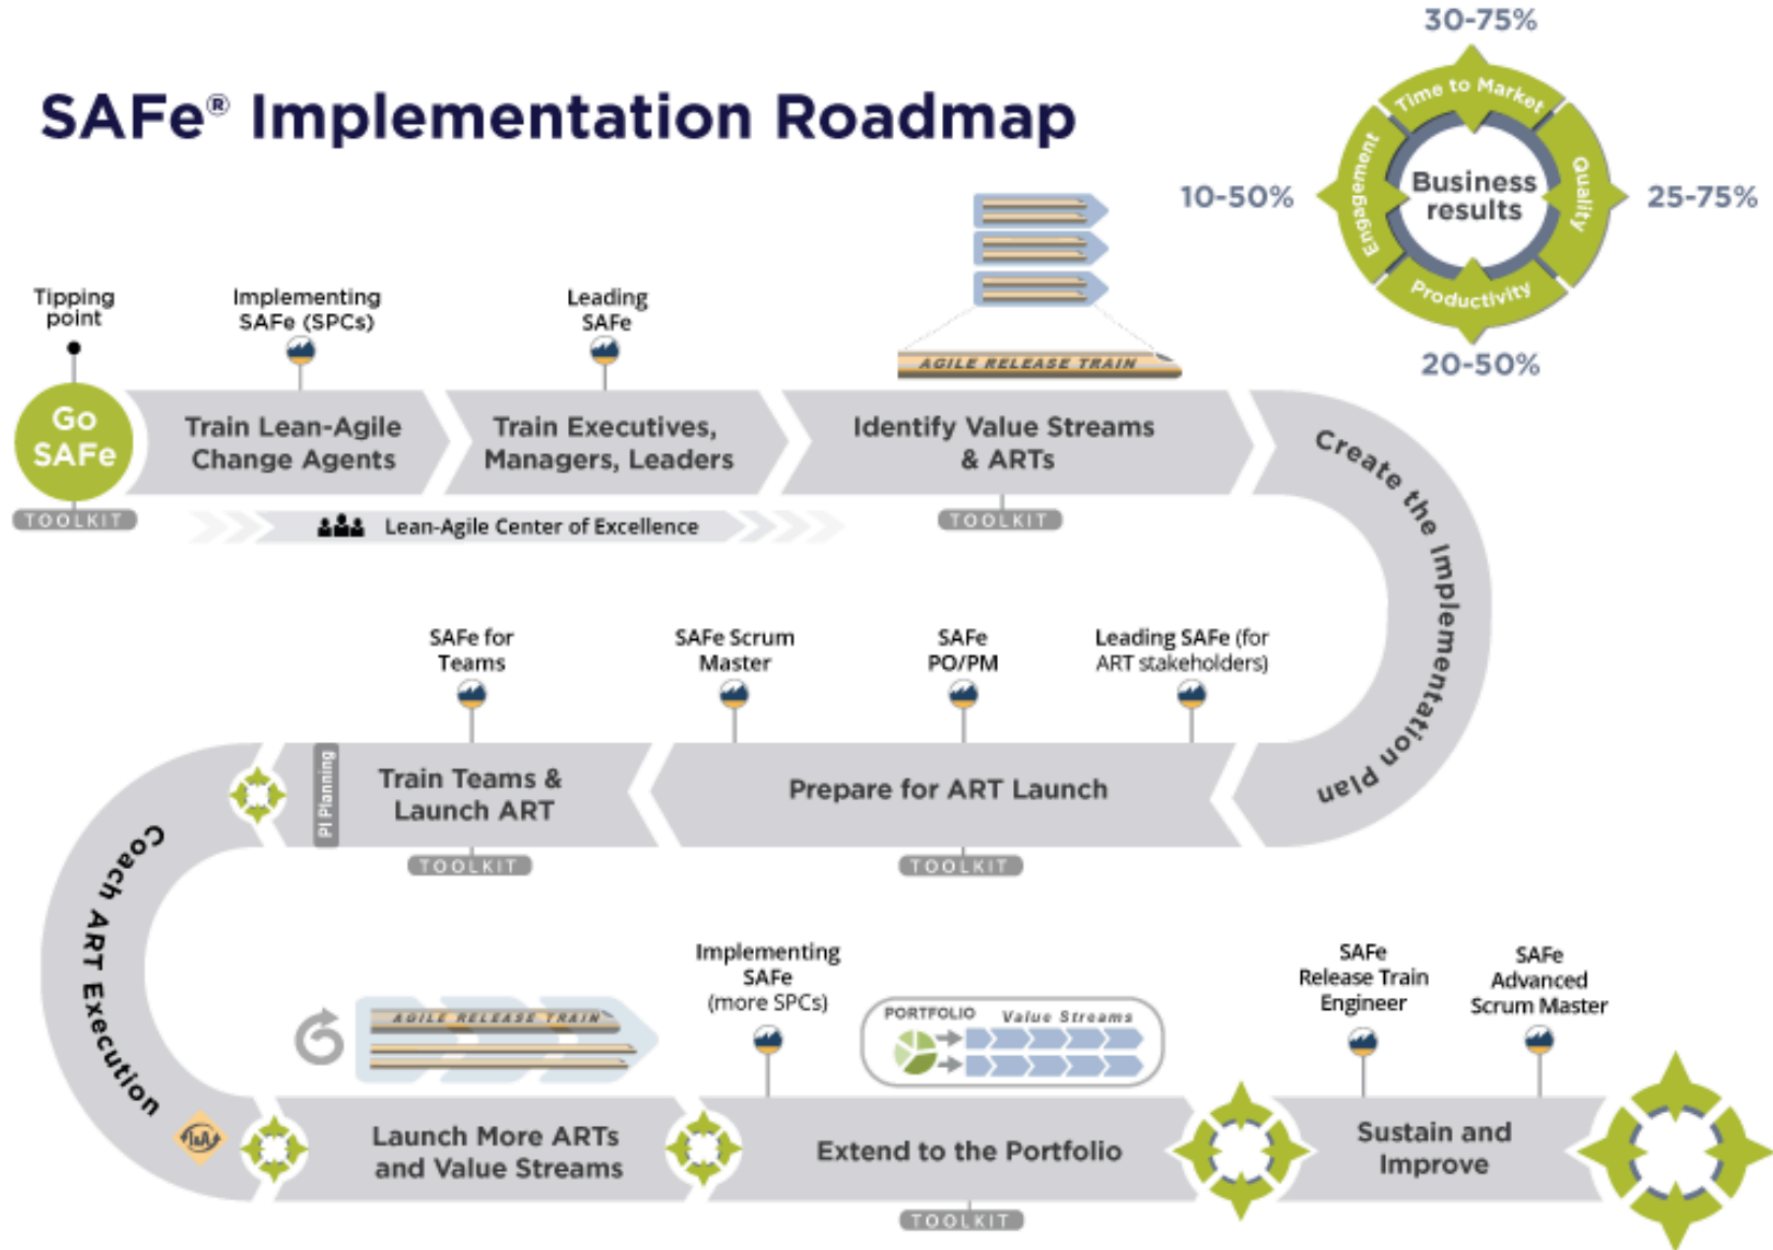 30-75%
SAFe® Implementation Roadmap
Time to Market
Engagement
Quality
Productivity
Business
results
10-50%
25-75%
20-50%
Tipping
point
Implementing
SAFe (SPCs)
Leading
SAFe
AGILE RELEASE TRAIN
Go
SAFe
Train Lean-Agile
Change Agents
Train Executives,
Managers, Leaders
Identify Value Streams
& ARTs
Create the Implementation Plan
TOOLKIT
Lean-Agile Center of Excellence
TOOLKIT
SAFe for
Teams
SAFe Scrum
Master
SAFe
PO/PM
Leading SAFe (for
ART stakeholders)
PI Planning
Train Teams &
Launch ART
Prepare for ART Launch
TOOLKIT
TOOLKIT
Coach ART Execution
I&A
AGILE RELEASE TRAIN
Implementing
SAFe
(more SPCs)
PORTFOLIO
Value Streams
SAFe
Release Train
Engineer
SAFe
Advanced
Scrum Master
Launch More ARTs
and Value Streams
Extend to the Portfolio
Sustain and
Improve
TOOLKIT